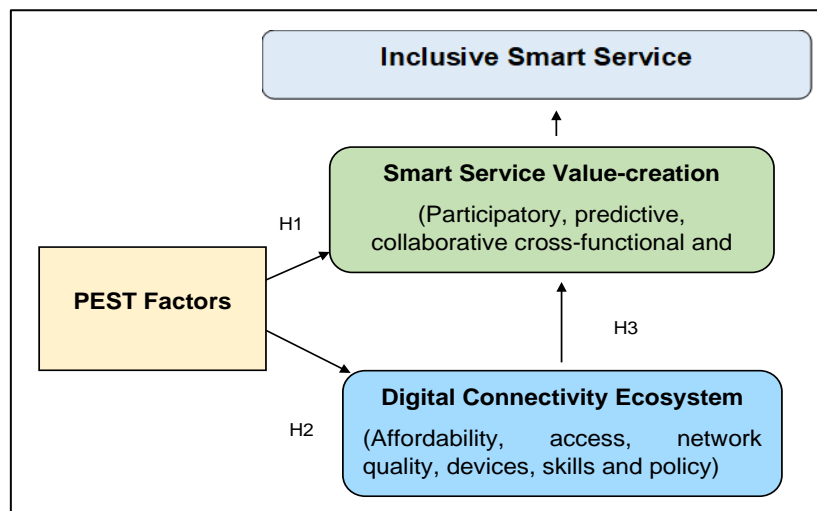 Inclusive Smart Service
Smart Service Value-creation
(Participatory, predictive,
collaborative cross-functional and
H1
PEST Factors
H3
H2
Digital Connectivity Ecosystem
(Affordability, access, network
quality, devices, skills and policy)